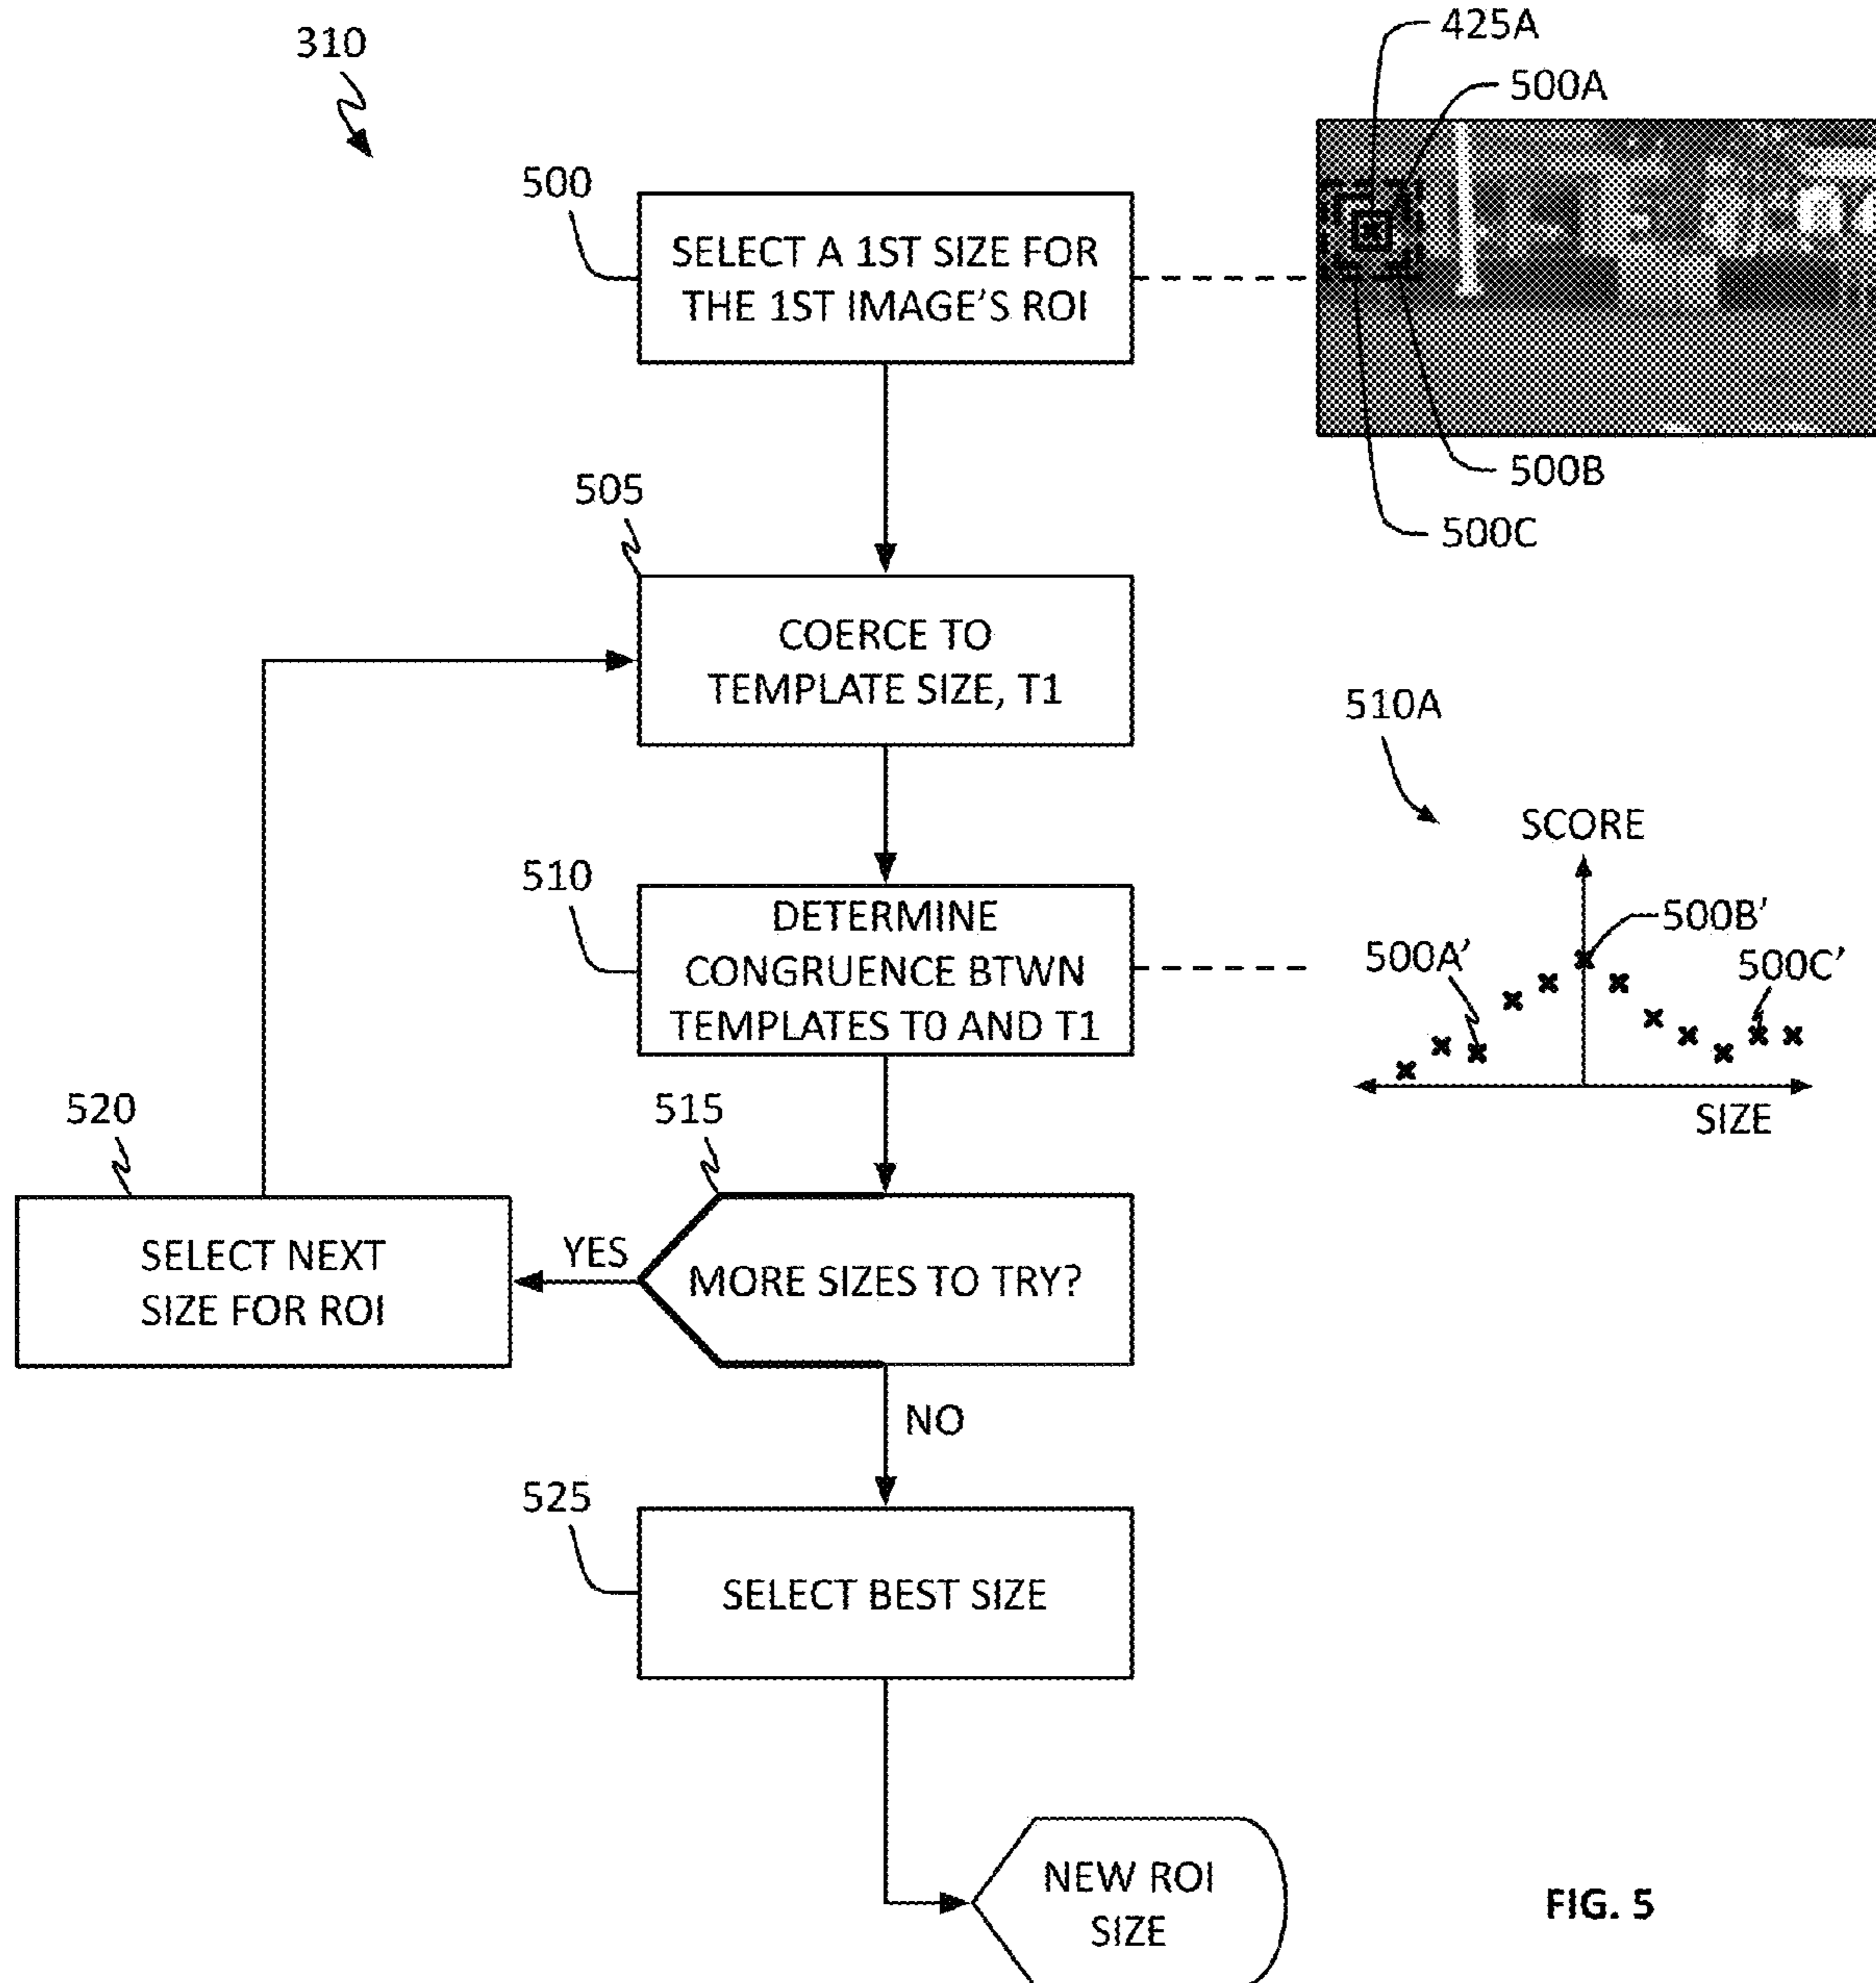 310
425A
500A
500
SELECT A 1ST SIZE FOR
THE 1ST IMAGE'S ROI
500B
500C
505
COERCE TO
TEMPLATE SIZE, T1
510A
SCORE
510
DETERMINE
CONGRUENCE BTWN
TEMPLATES T0 AND T1
500B'
500A'
500C'
SIZE
520
515
SELECT NEXT
SIZE FOR ROI
YES
MORE SIZES TO TRY?
NO
525
SELECT BEST SIZE
NEW ROI
SIZE
FIG. 5